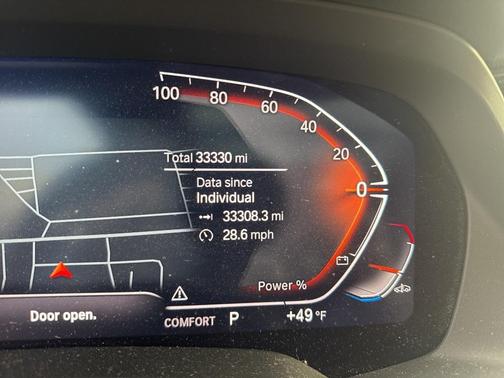 100
80
60
40
20
0
Total 33330 mi
Data since
Individual
33308.3 mi
28.6 mph
Power %
Door open.
COMFORT P +49 °F